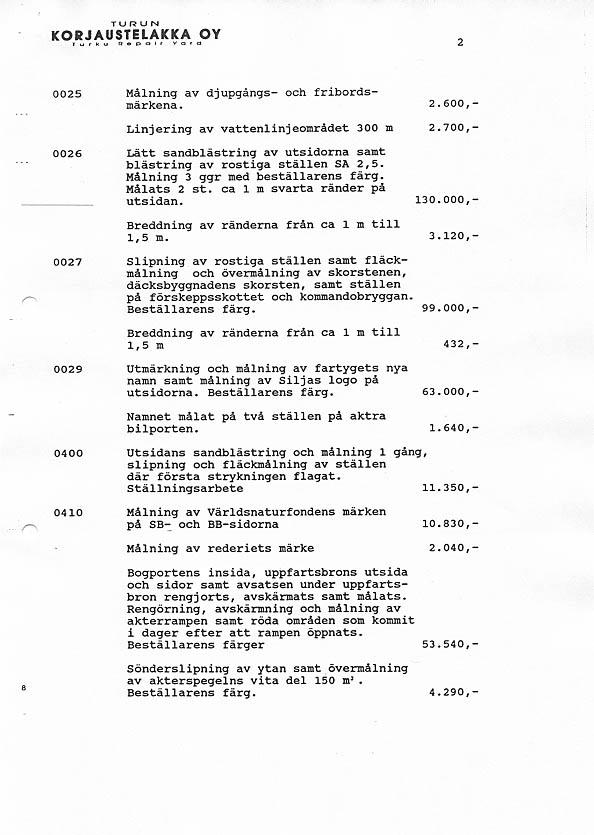 TURUN
KORJAUSTELAKKA OY
Turku Repair Yard
2
0025 Målning av djupgångs- och fribords-
märkena. 2.600,-
Linjering av vattenlinjeområdet 300 m 2.700,-
0026 Lätt sandblästring av utsidorna samt
blästring av rostiga ställen SA 2,5.
Målning 3 ggr med beställarens färg.
Målats 2 st. ca 1 m svarta ränder på
utsidan. 130.000,-
Breddning av ränderna från ca 1 m till
1,5 m. 3.120,-
0027 Slipning av rostiga ställen samt fläck-
målning och övermålning av skorstenen,
däcksbyggnadens skorsten, samt ställen
på förskeppsskottet och kommandobryggan.
Beställarens färg. 99.000,-
Breddning av ränderna från ca 1 m till
1,5 m 432,-
0029 Utmärkning och målning av fartygets nya
namn samt målning av Siljas logo på
utsidorna. Beställarens färg. 63.000,-
Namnet målat på två ställen på aktra
bilporten. 1.640,-
0400 Utsidans sandblästring och målning 1 gång,
slipning och fläckmålning av ställen
där första strykningen flagat.
Ställningsarbete 11.350,-
0410 Målning av Världsnaturfondens märken
på SB- och BB-sidorna 10.830,-
Målning av rederiets märke 2.040,-
Bogportens insida, uppfartsbrons utsida
och sidor samt avsatsen under uppfarts-
bron rengjorts, avskärmats samt målats.
Rengörning, avskärmning och målning av
akterrampen samt röda områden som kommit
i dager efter att rampen öppnats.
Beställarens färger 53.540,-
Sönderslipning av ytan samt övermålning
av akterspegelns vita del 150 m².
Beställarens färg. 4.290,-
8